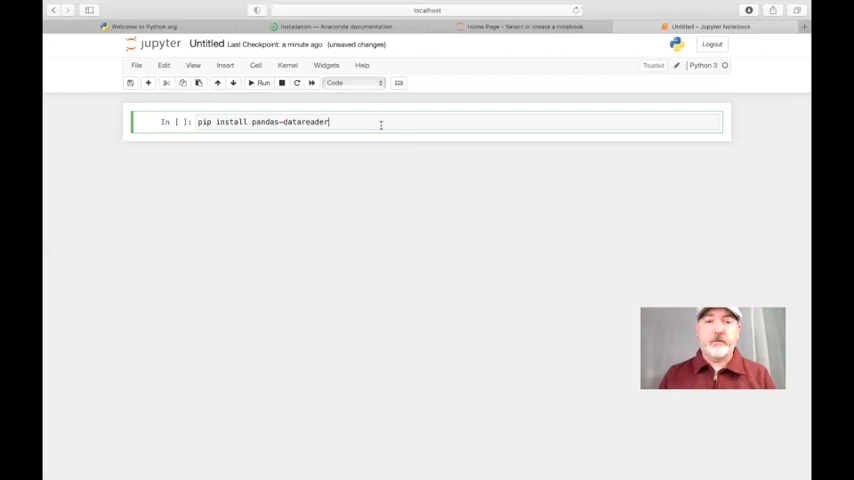 localhost
Welcome to Python.org
Installation — Anaconda documentation
Home Page - Select or create a notebook
Untitled - Jupyter Notebook
jupyter Untitled Last Checkpoint: a minute ago (unsaved changes)
Logout
File Edit View Insert Cell Kernel Widgets Help
Trusted
Python 3
Run
Code
In [ ]: pip install pandas-datareader